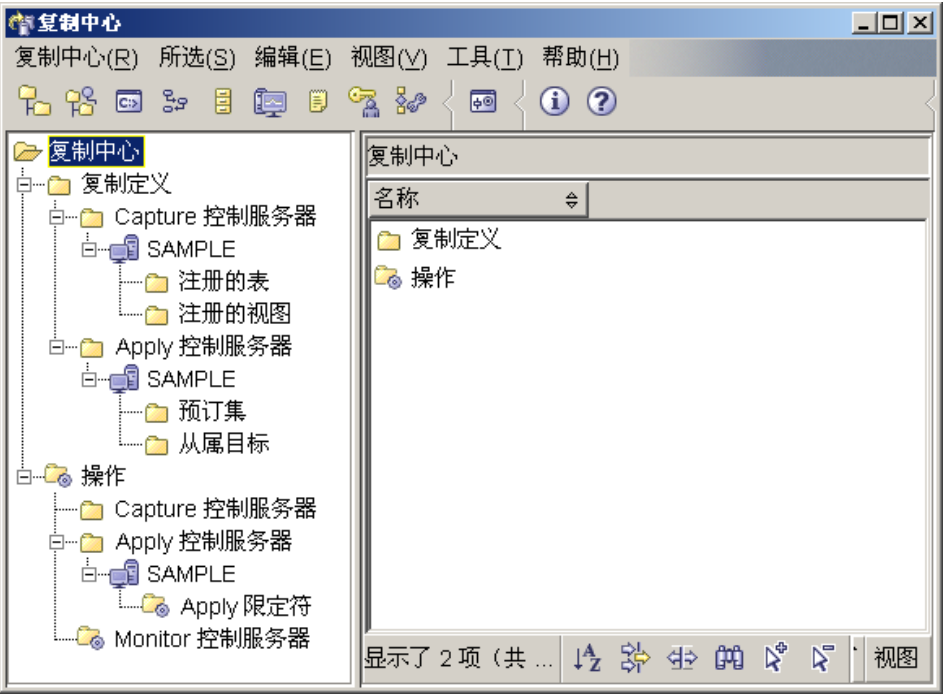 复制中心
复制中心(R) 所选(S) 编辑(E) 视图(V) 工具(T) 帮助(H)
复制中心
复制定义
Capture 控制服务器
SAMPLE
注册的表
注册的视图
Apply 控制服务器
SAMPLE
预订集
从属目标
操作
Capture 控制服务器
Apply 控制服务器
SAMPLE
Apply 限定符
Monitor 控制服务器
复制中心
名称
复制定义
操作
显示了 2 项（共 ... 视图